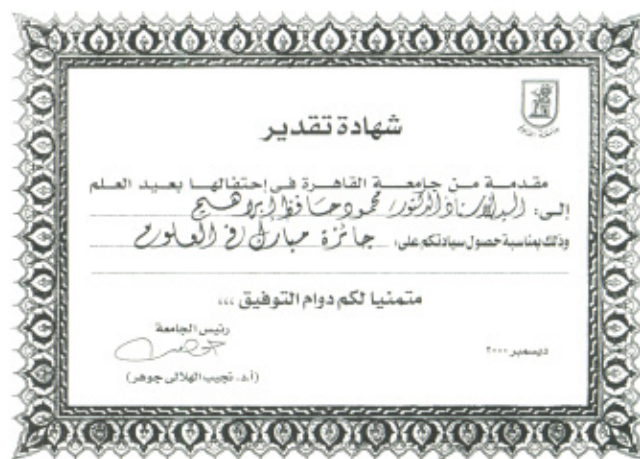 شهادة تقدير
مقدمة من جامعة القاهرة فى إحتفالها بعيد العلم
إلى: السيد الأستاذ الدكتور/ محمود حافظ إبراهيم
وذلك بمناسبة حصول سيادتكم على: جائزة مبارك فى العلوم
متمنيا لكم دوام التوفيق ،،،
رئيس الجامعة
ديسمبر ٢٠٠٠
(أ.د. نجيب الهلالى جوهر)